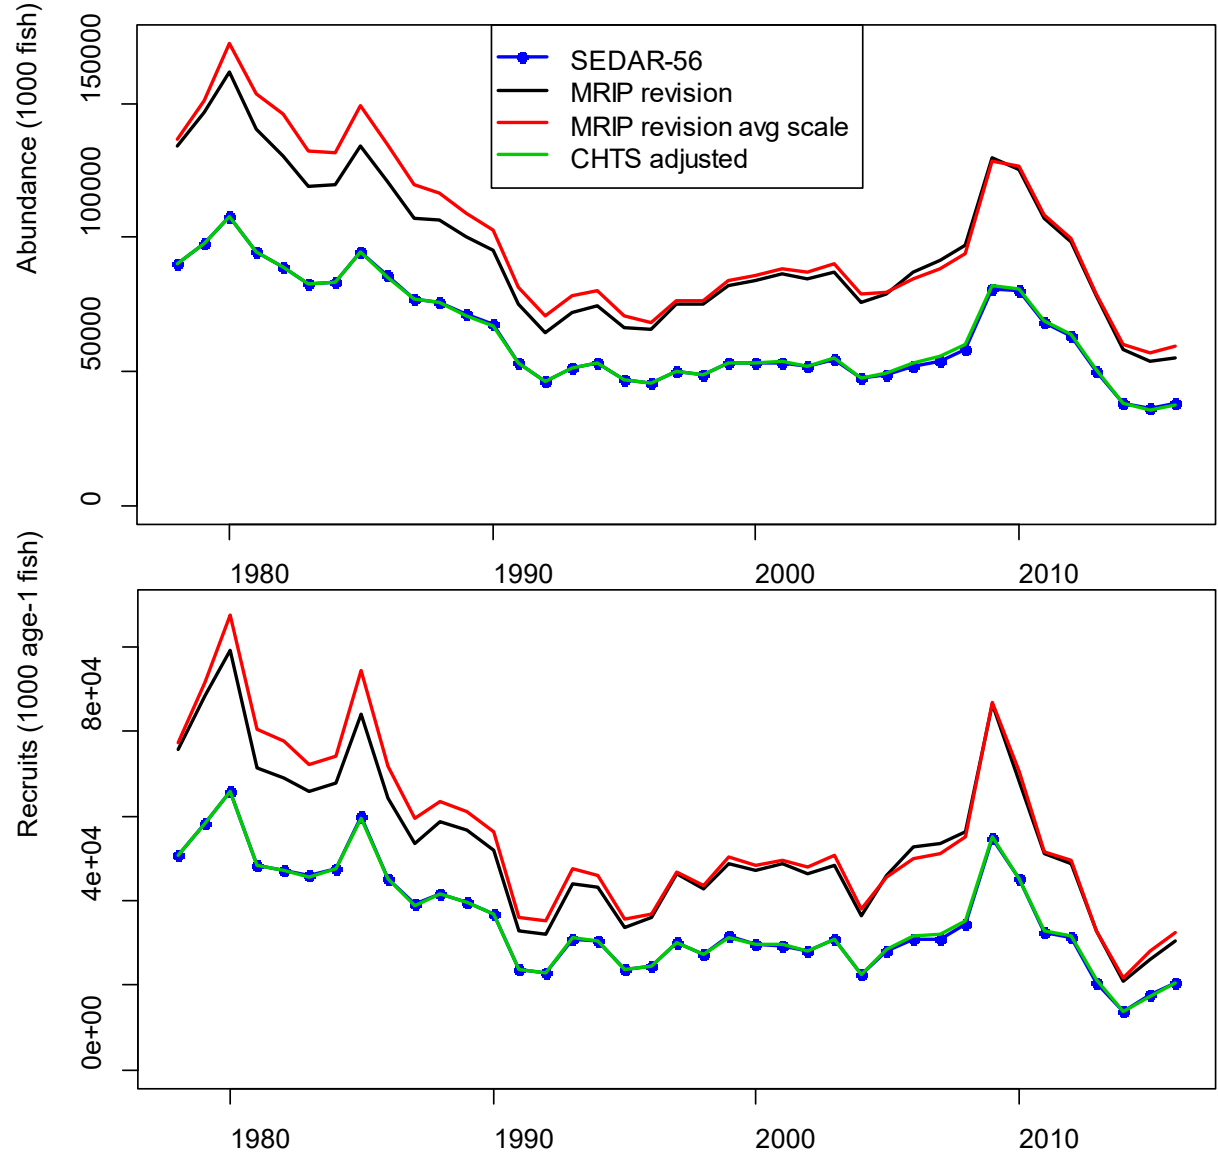 Abundance (1000 fish)
150000
100000
50000
0
SEDAR-56
MRIP revision
MRIP revision avg scale
CHTS adjusted
1980 1990 2000 2010
Recruits (1000 age-1 fish)
8e+04
4e+04
0e+00
1980 1990 2000 2010